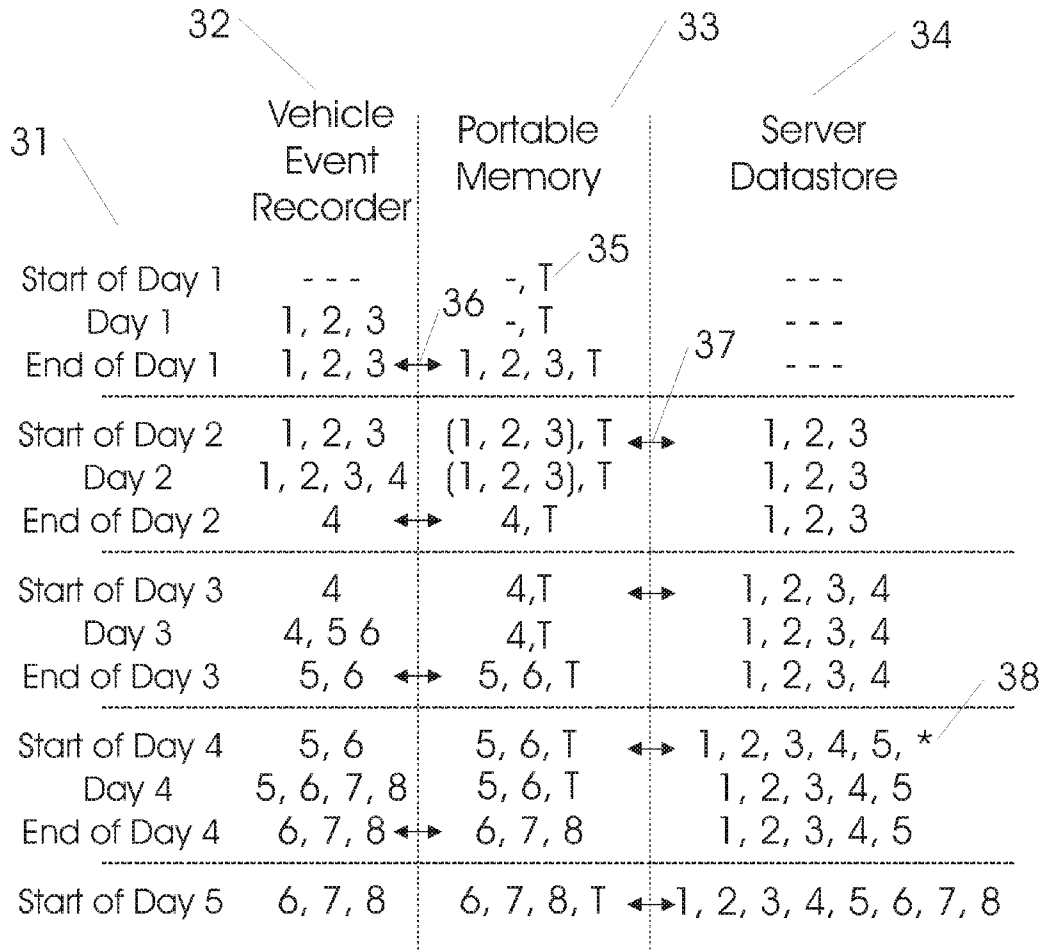 32
33
34
31
Vehicle
Event
Recorder
Portable
Memory
Server
Datastore
Start of Day 1 - - - -, T 35 - - -
Day 1 1, 2, 3 36 -, T - - -
End of Day 1 1, 2, 3 1, 2, 3, T 37 - - -
Start of Day 2 1, 2, 3 (1, 2, 3), T 1, 2, 3
Day 2 1, 2, 3, 4 (1, 2, 3), T 1, 2, 3
End of Day 2 4 4, T 1, 2, 3
Start of Day 3 4 4,T 1, 2, 3, 4
Day 3 4, 5 6 4,T 1, 2, 3, 4
End of Day 3 5, 6 5, 6, T 1, 2, 3, 4 38
Start of Day 4 5, 6 5, 6, T 1, 2, 3, 4, 5, *
Day 4 5, 6, 7, 8 5, 6, T 1, 2, 3, 4, 5
End of Day 4 6, 7, 8 6, 7, 8 1, 2, 3, 4, 5
Start of Day 5 6, 7, 8 6, 7, 8, T 1, 2, 3, 4, 5, 6, 7, 8